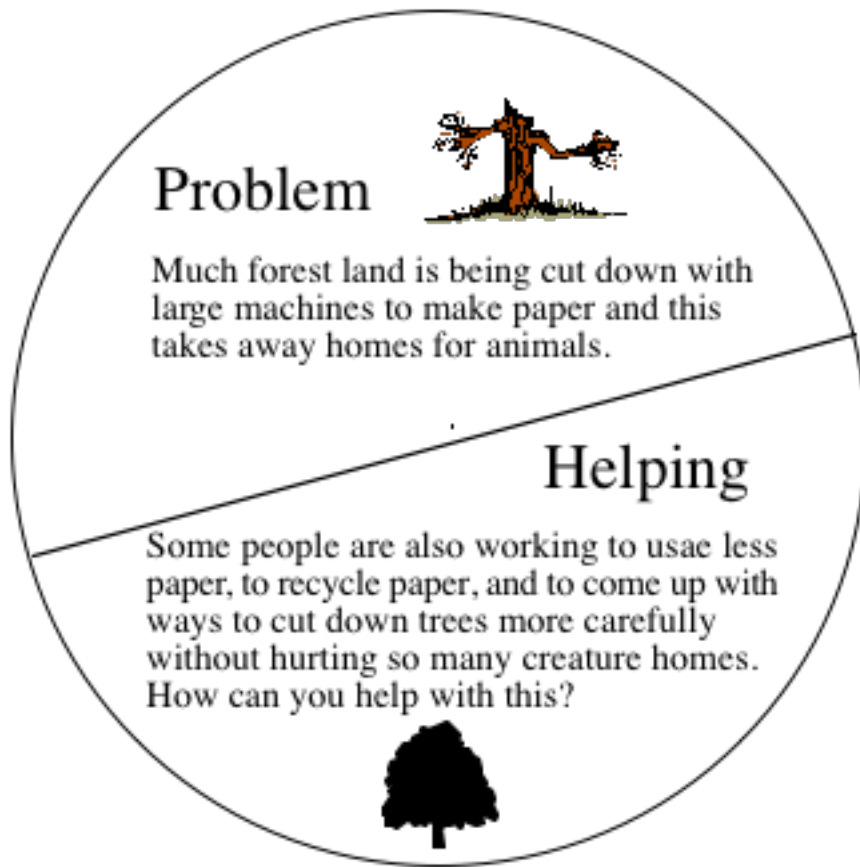 Problem
Much forest land is being cut down with
large machines to make paper and this
takes away homes for animals.
Helping
Some people are also working to usae less
paper, to recycle paper, and to come up with
ways to cut down trees more carefully
without hurting so many creature homes.
How can you help with this?